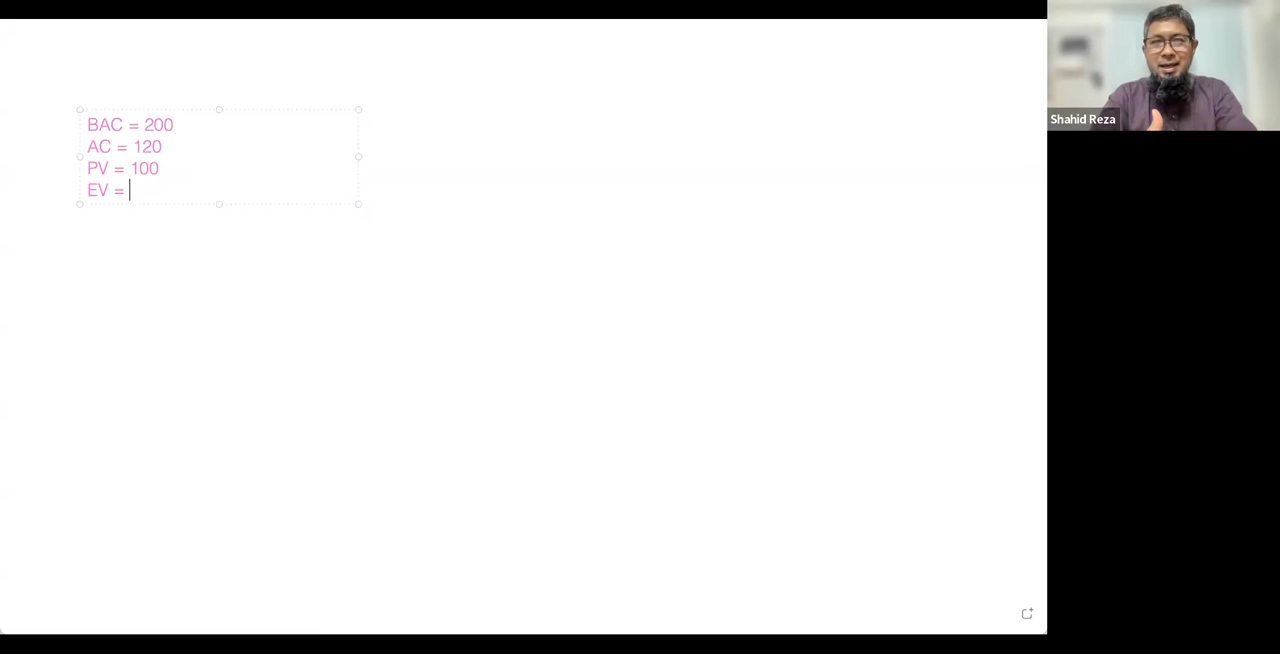 BAC = 200
AC = 120
PV = 100
EV =
Shahid Reza